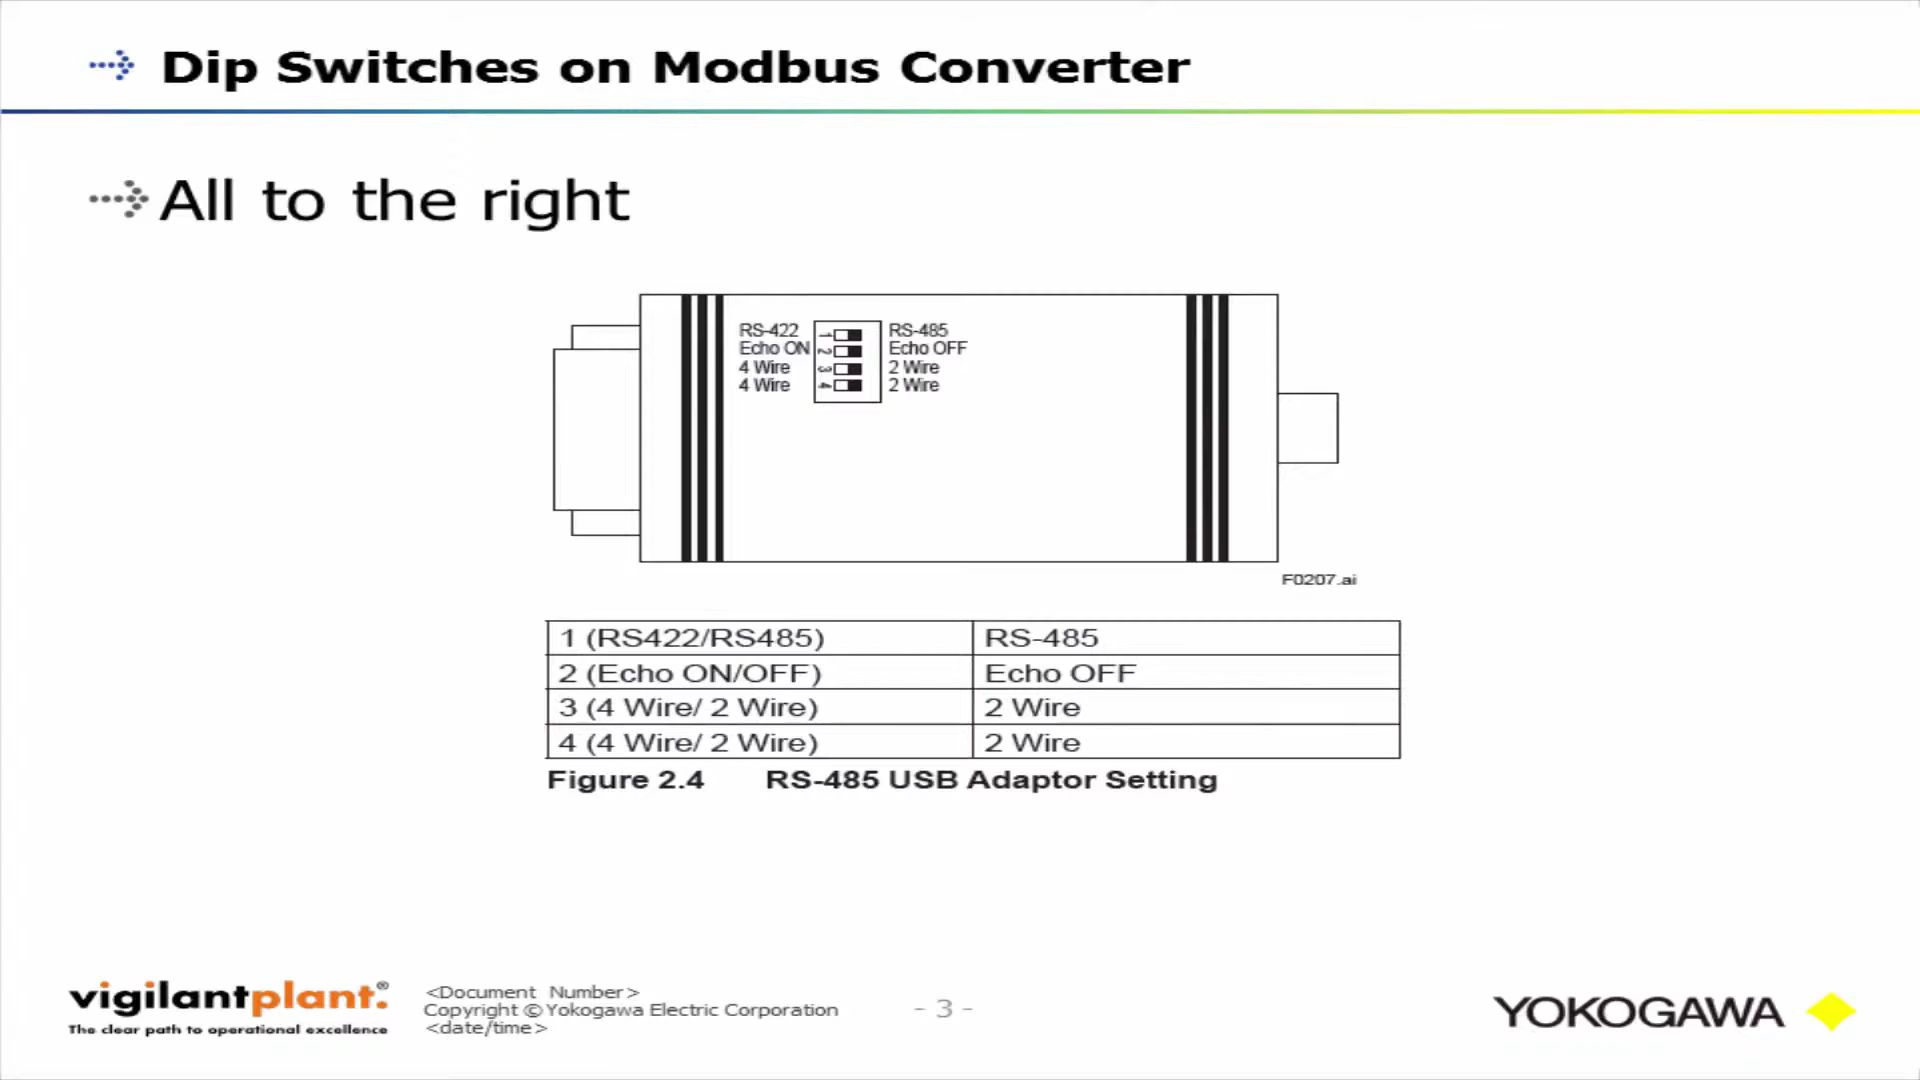 Dip Switches on Modbus Converter
All to the right
RS-422 1 RS-485
Echo ON 2 Echo OFF
4 Wire 3 2 Wire
4 Wire 4 2 Wire
F0207.ai
1 (RS422/RS485) RS-485
2 (Echo ON/OFF) Echo OFF
3 (4 Wire/ 2 Wire) 2 Wire
4 (4 Wire/ 2 Wire) 2 Wire
Figure 2.4 RS-485 USB Adaptor Setting
vigilantplant.®
The clear path to operational excellence
<Document Number>
Copyright © Yokogawa Electric Corporation
<date/time>
- 3 -
YOKOGAWA